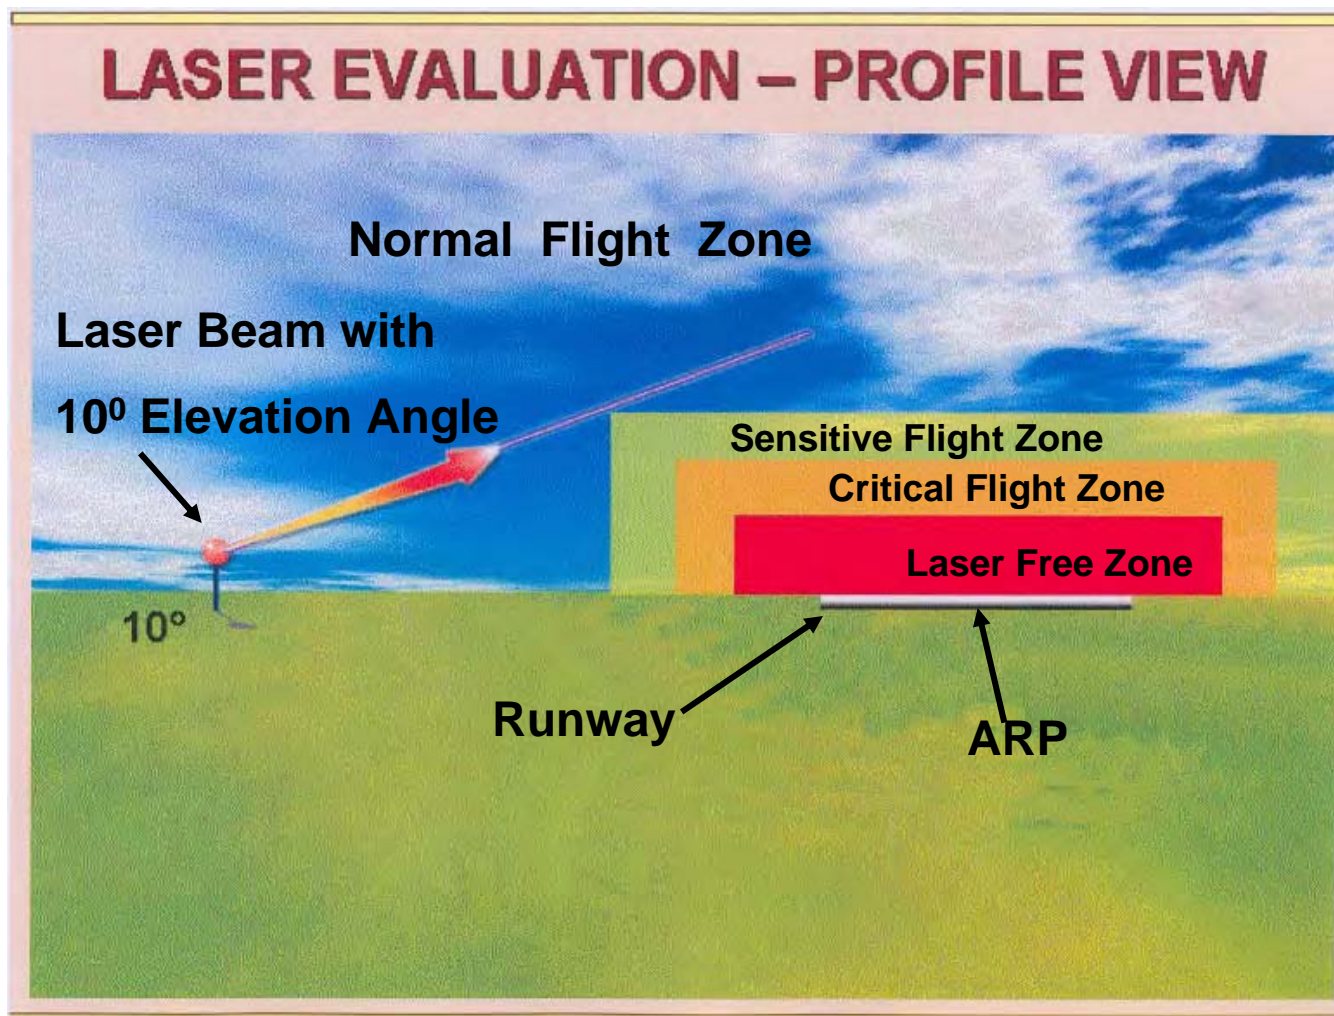 LASER EVALUATION – PROFILE VIEW
Normal Flight Zone
Laser Beam with
10⁰ Elevation Angle
Sensitive Flight Zone
Critical Flight Zone
Laser Free Zone
10°
Runway
ARP